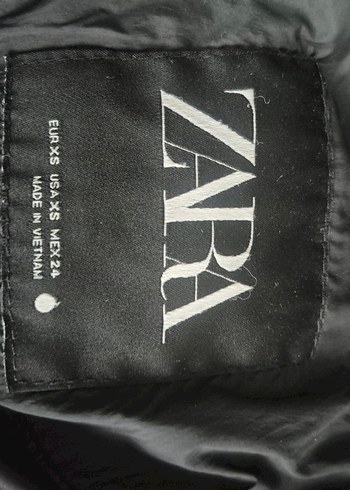 ZARA
EUR XS USA XS MEX 24
MADE IN VIETNAM